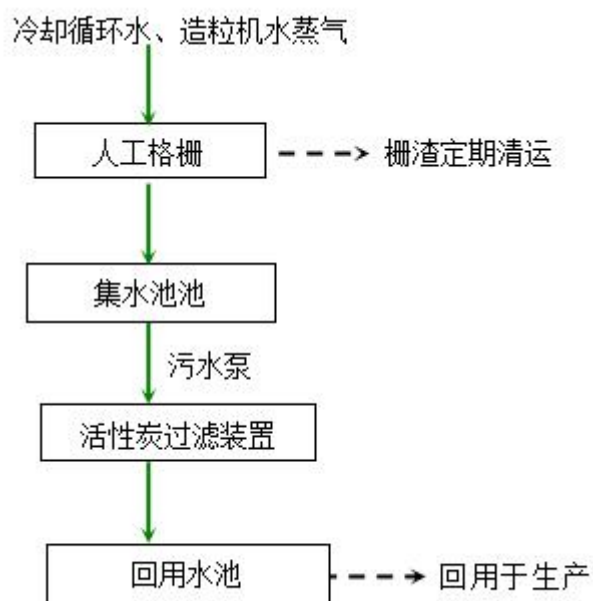 冷却循环水、造粒机水蒸气
人工格栅
栅渣定期清运
集水池池
污水泵
活性炭过滤装置
回用水池
回用于生产